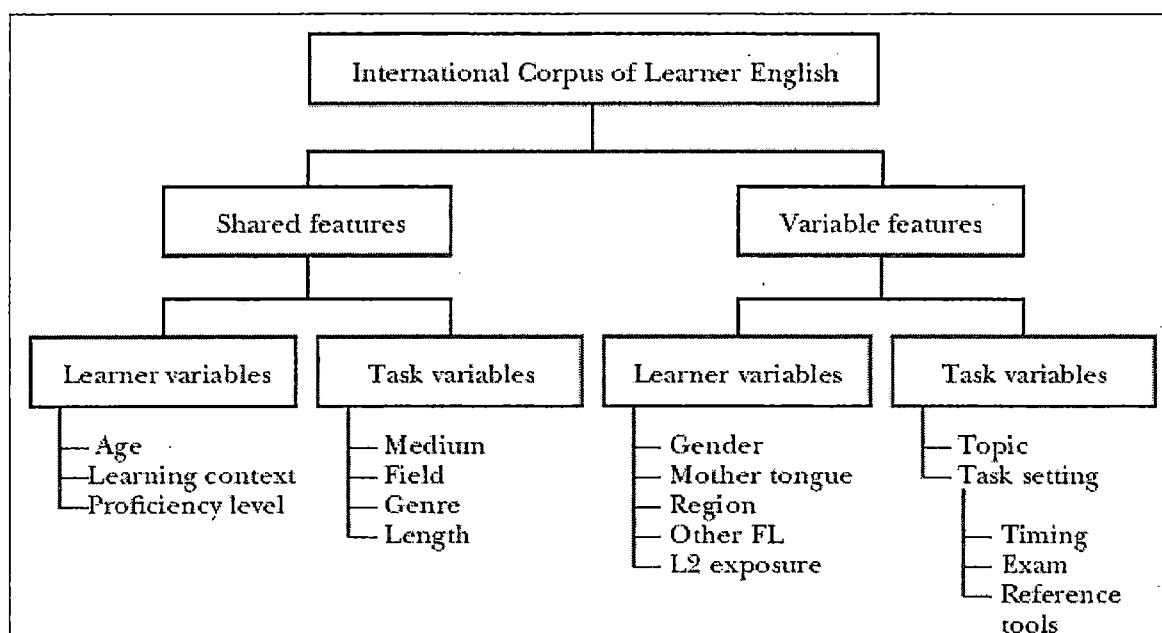 International Corpus of Learner English
Shared features
Variable features
Learner variables
Task variables
Learner variables
Task variables
Age
Learning context
Proficiency level
Medium
Field
Genre
Length
Gender
Mother tongue
Region
Other FL
L2 exposure
Topic
Task setting
Timing
Exam
Reference
tools